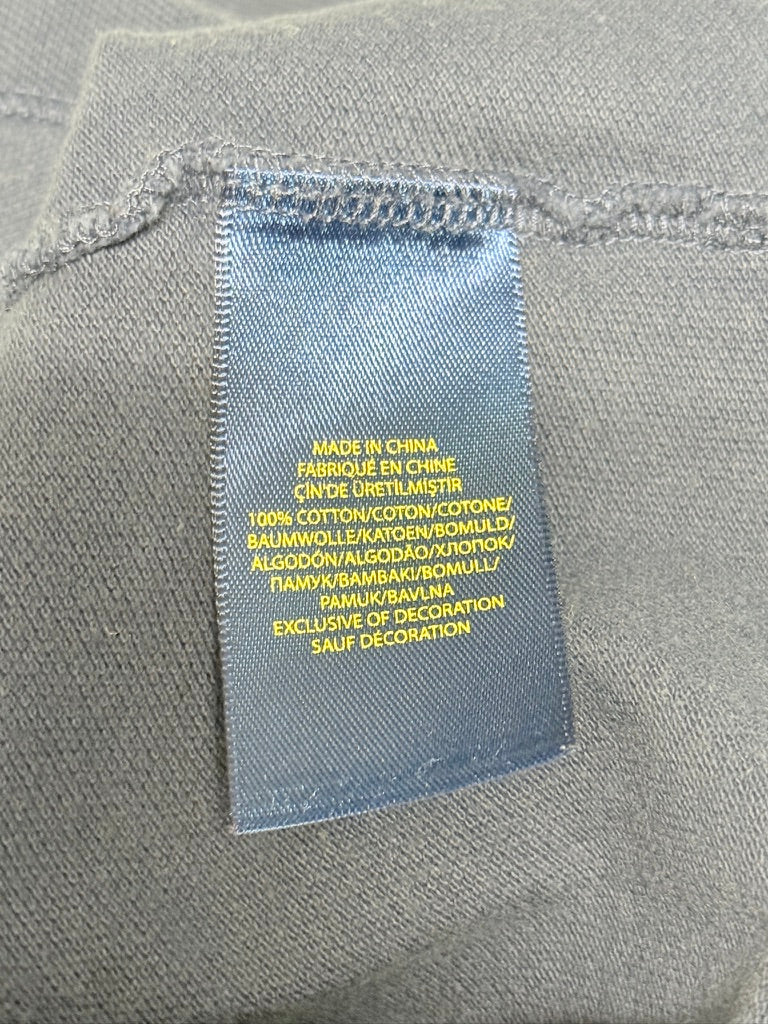 MADE IN CHINA
FABRIQUÉ EN CHINE
ÇİN'DE ÜRETİLMİŞTİR
100% COTTON/COTON/COTONE/
BAUMWOLLE/KATOEN/BOMULD/
ALGODÓN/ALGODÃO/ХЛОПОК/
ПАМУК/BAMBAKI/BOMULL/
PAMUK/BAVLNA
EXCLUSIVE OF DECORATION
SAUF DÉCORATION